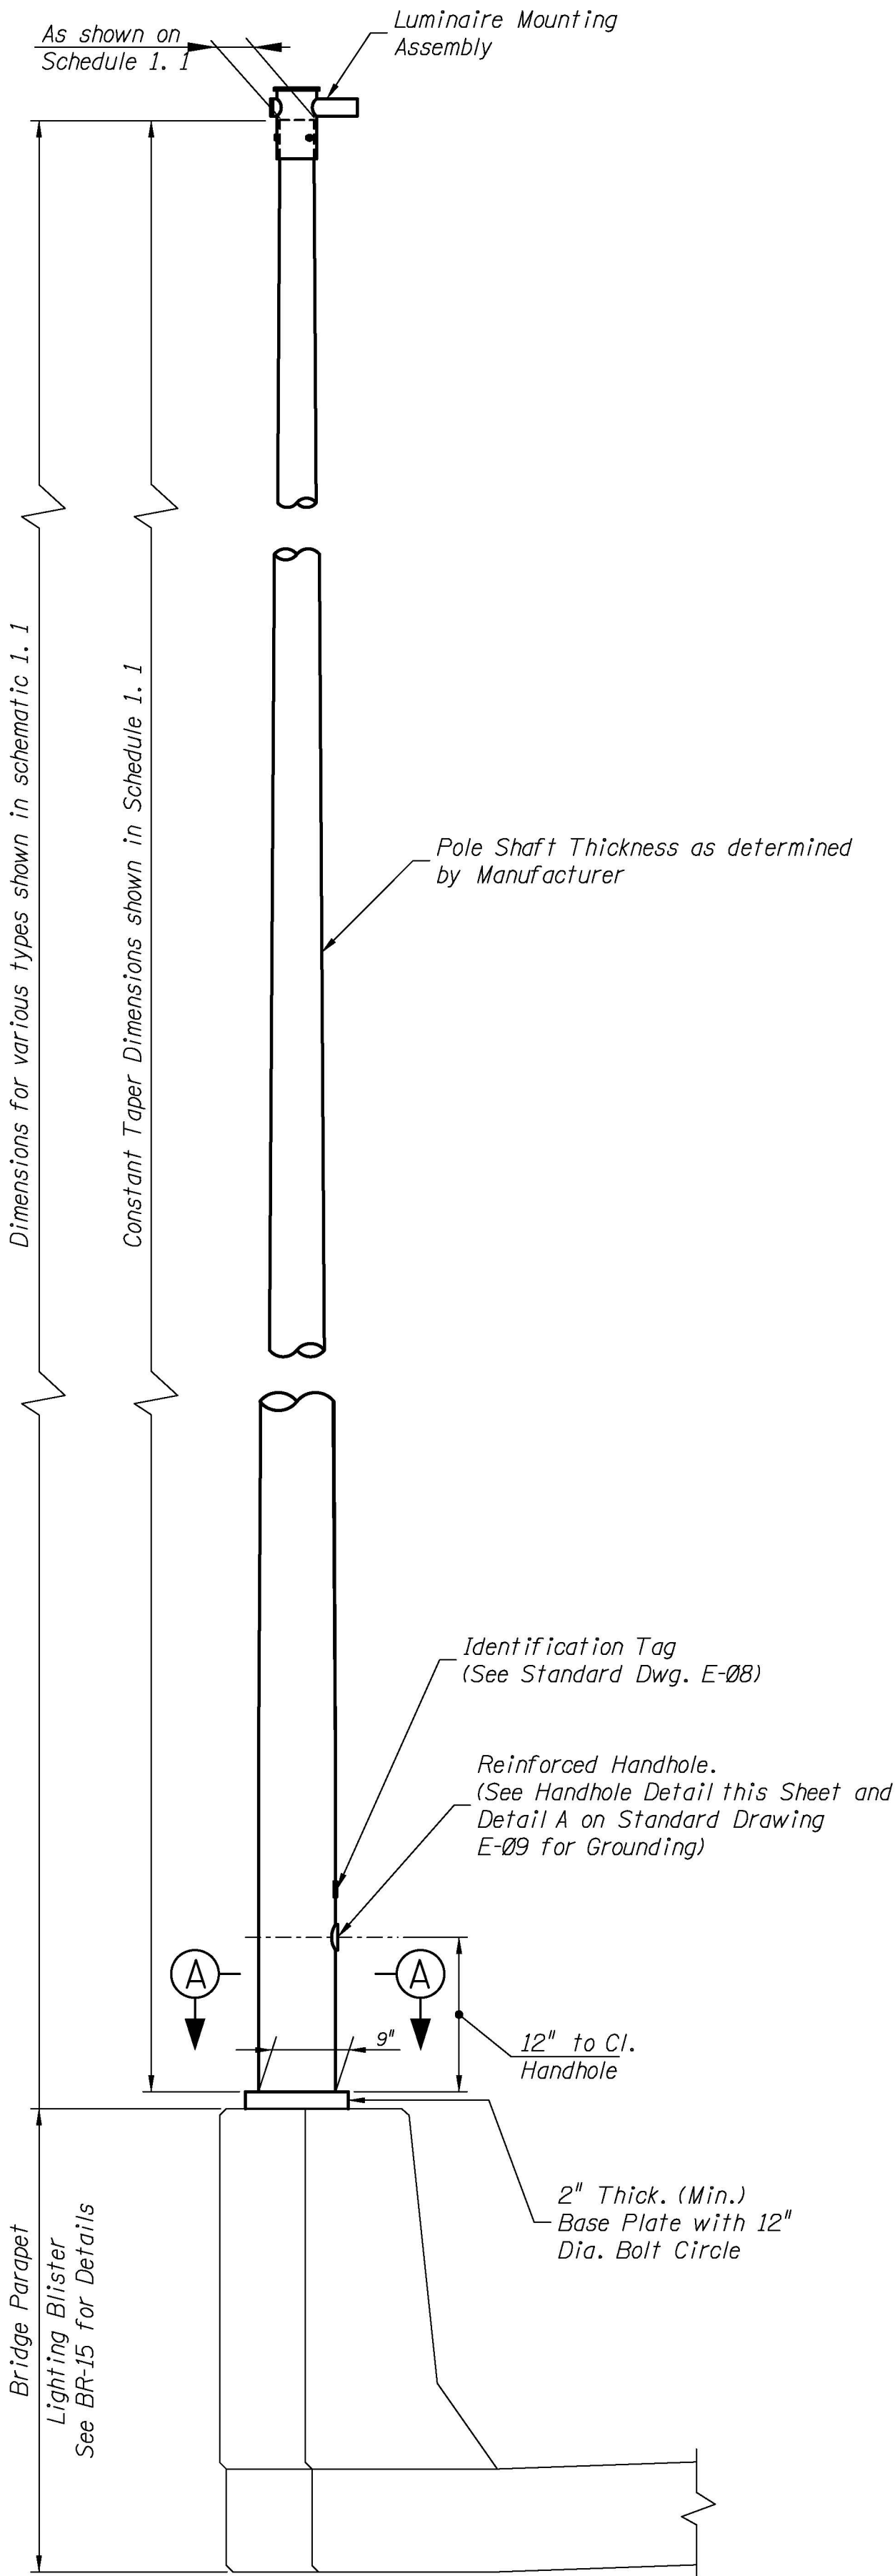 As shown on
Schedule 1.1
Luminaire Mounting
Assembly
Dimensions for various types shown in schematic 1.1
Constant Taper Dimensions shown in Schedule 1.1
Pole Shaft Thickness as determined
by Manufacturer
Identification Tag
(See Standard Dwg. E-Ø8)
Reinforced Handhole.
(See Handhole Detail this Sheet and
Detail A on Standard Drawing
E-Ø9 for Grounding)
A
A
9"
12" to Cl.
Handhole
2" Thick. (Min.)
Base Plate with 12"
Dia. Bolt Circle
Bridge Parapet
Lighting Blister
See BR-15 for Details